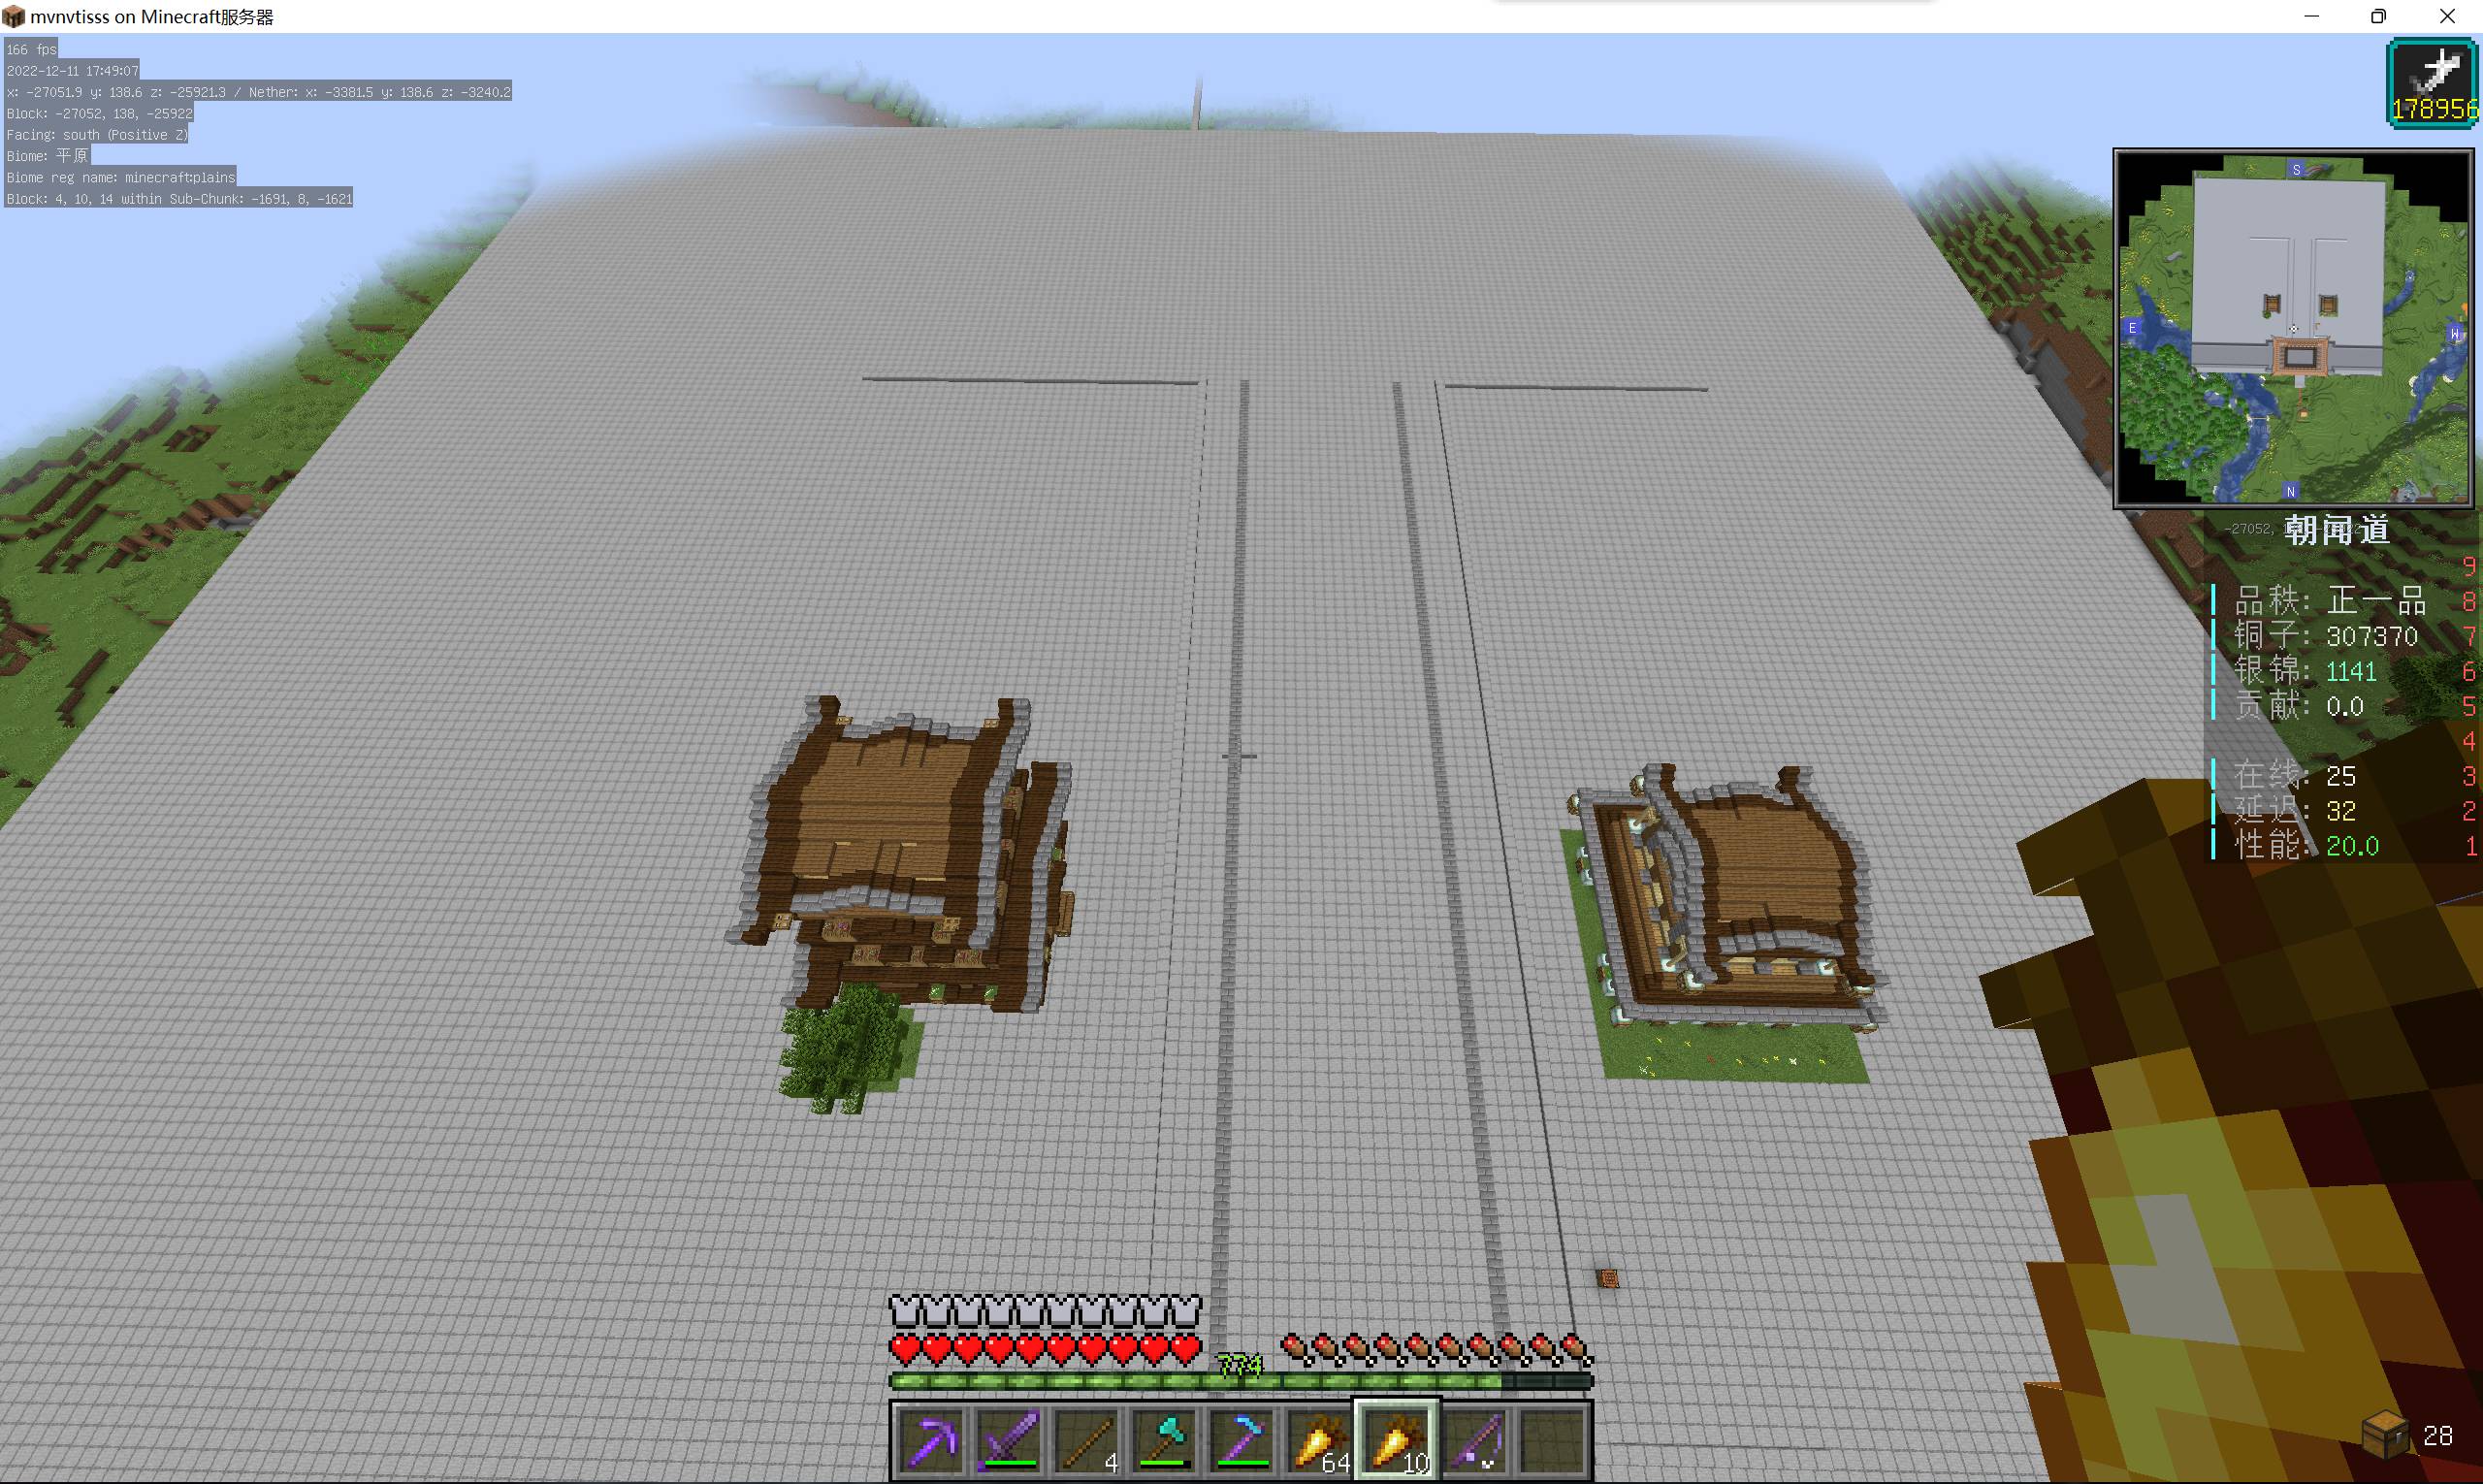 mvnvtisss on Minecraft服务器
166 fps
2022-12-11 17:49:07
x: -27051.9 y: 138.6 z: -25921.3 / Nether: x: -3381.5 y: 138.6 z: -3240.2
Block: -27052, 138, -25922
Facing: south (Positive Z)
Biome: 平原
Biome reg name: minecraft:plains
Block: 4, 10, 14 within Sub-Chunk: -1691, 8, -1621
178956
S
E
W
N
-27052,
朝闻道
9
品秩: 正一品 8
铜子: 307370 7
银锦: 1141 6
贡献: 0.0 5
4
在线: 25 3
延迟: 32 2
性能: 20.0 1
774
4
64
10
28